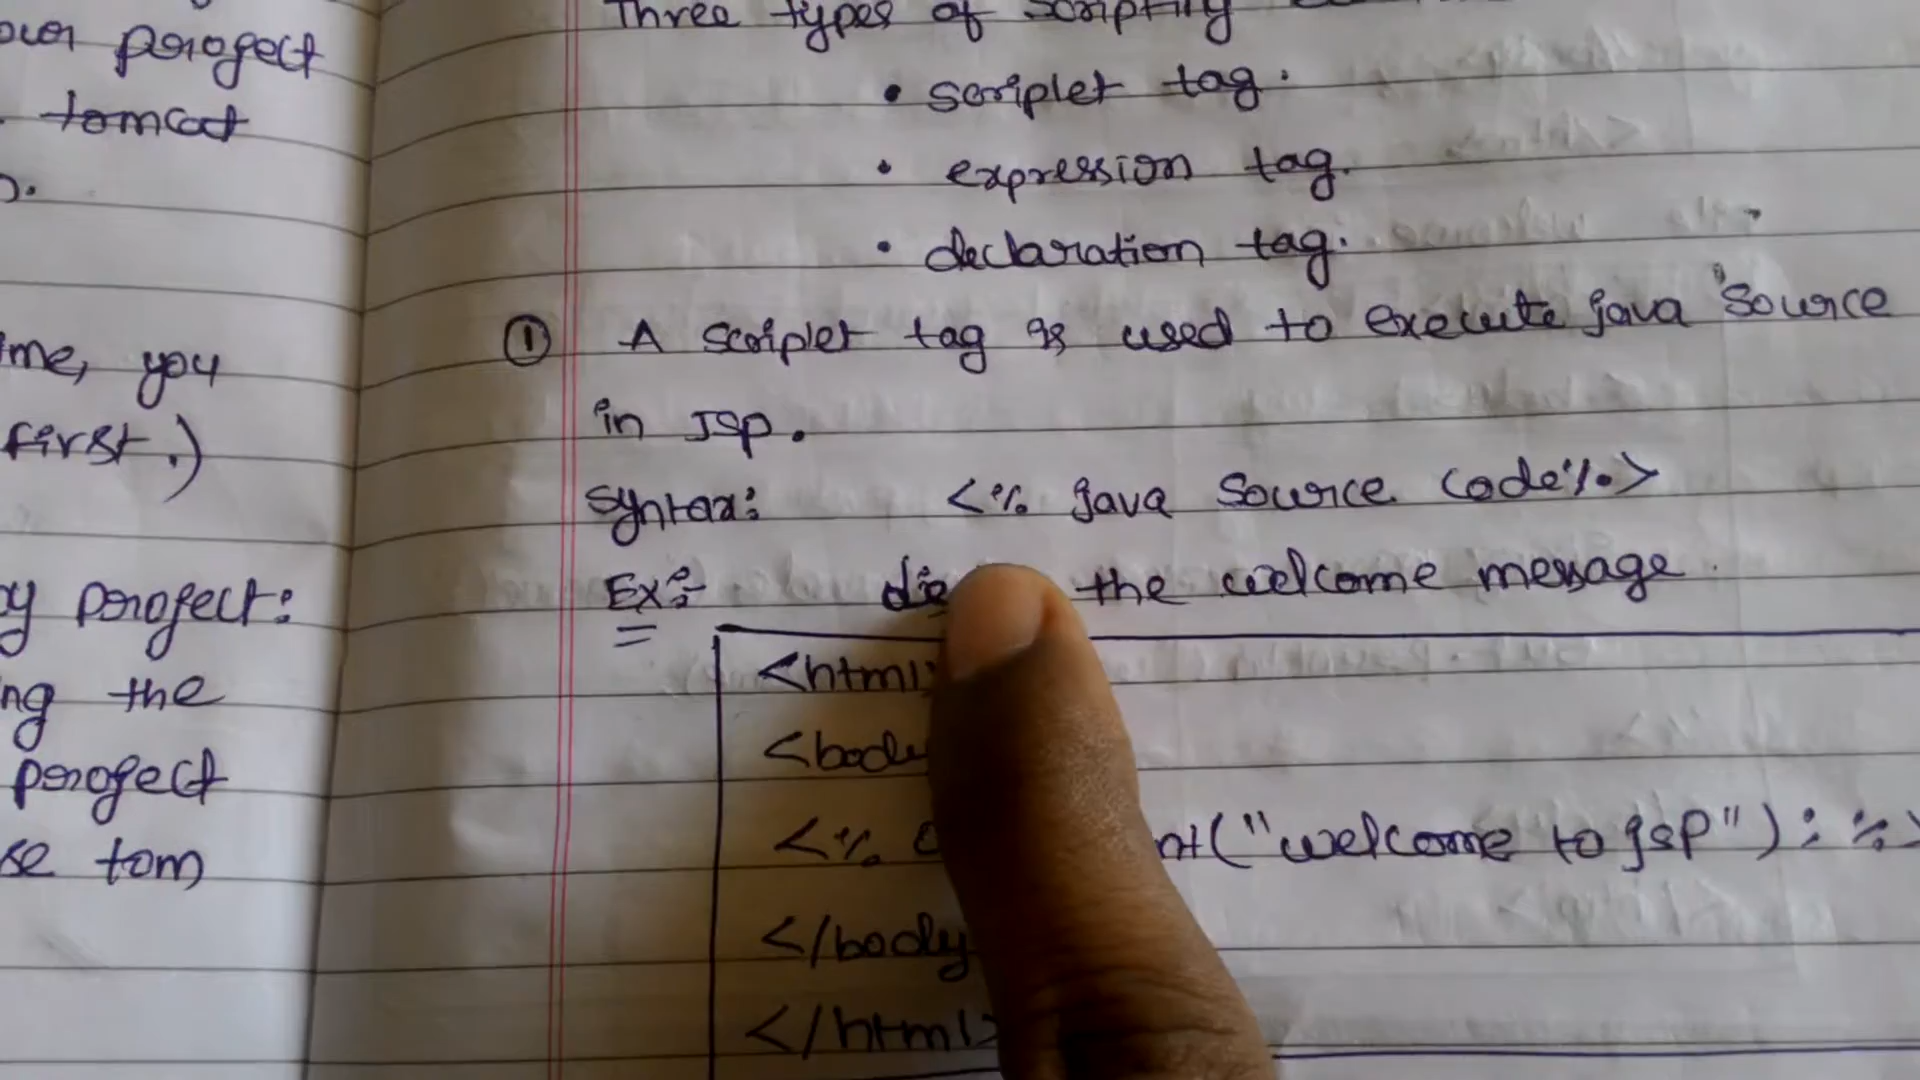 our project
tomcat
me, you
first.)
project:
ng the
project
se tom
Three types of scripting
• scriplet tag.
• expression tag.
• declaration tag.
① A scriplet tag is used to execute java source
in JSP.
Syntax: <% java source code%>
Ex:- the welcome message.
<html>
<body
<% nt("welcome to jsp"); %>
</body
</html>